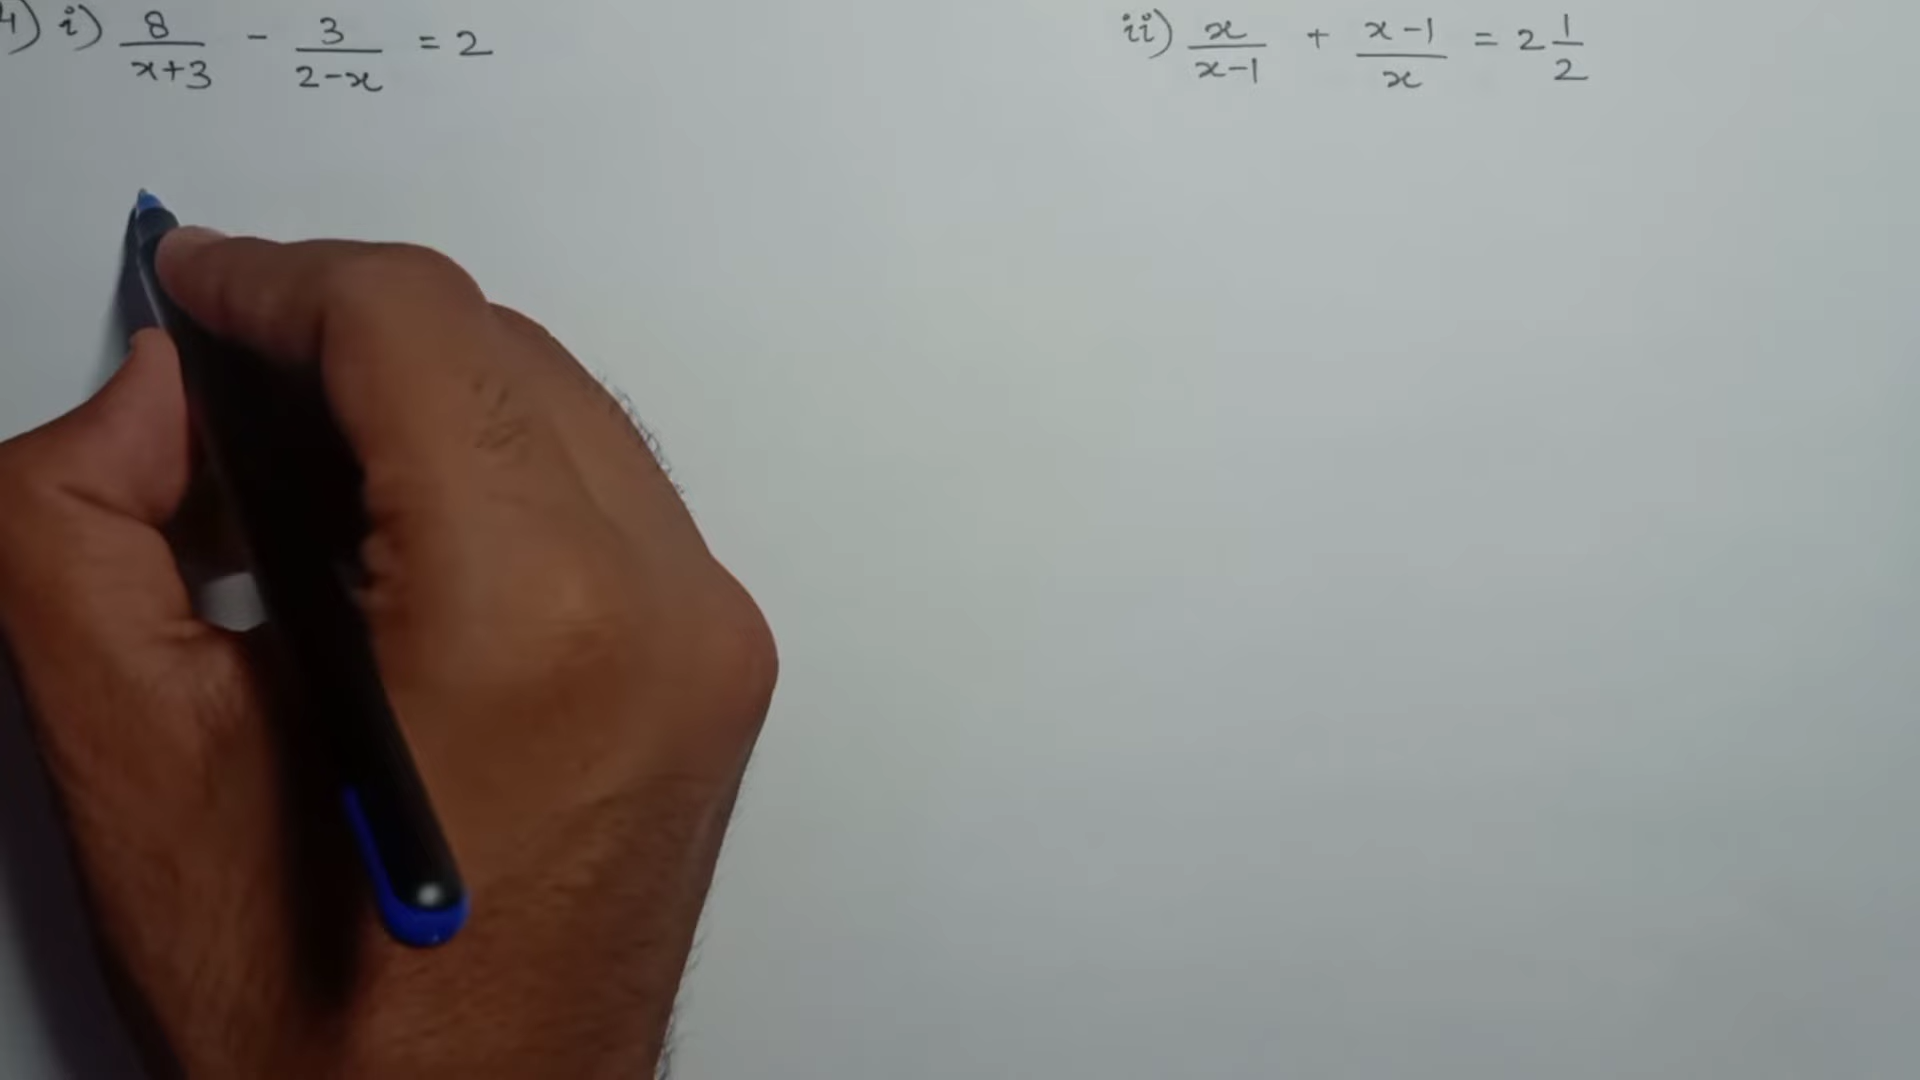 4) i) 8/(x+3) - 3/(2-x) = 2
ii) x/(x-1) + (x-1)/x = 2 1/2